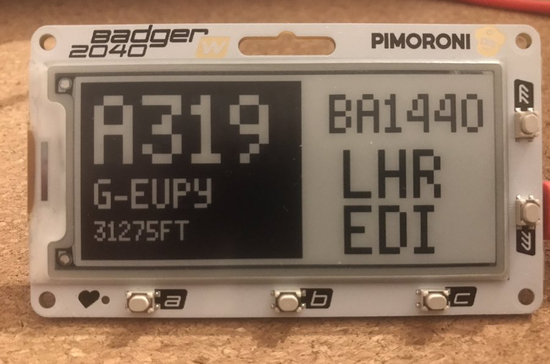 Badger
2040 W
PIMORONI
A319
G-EUPY
31275FT
BA1440
LHR
EDI
a
b
c